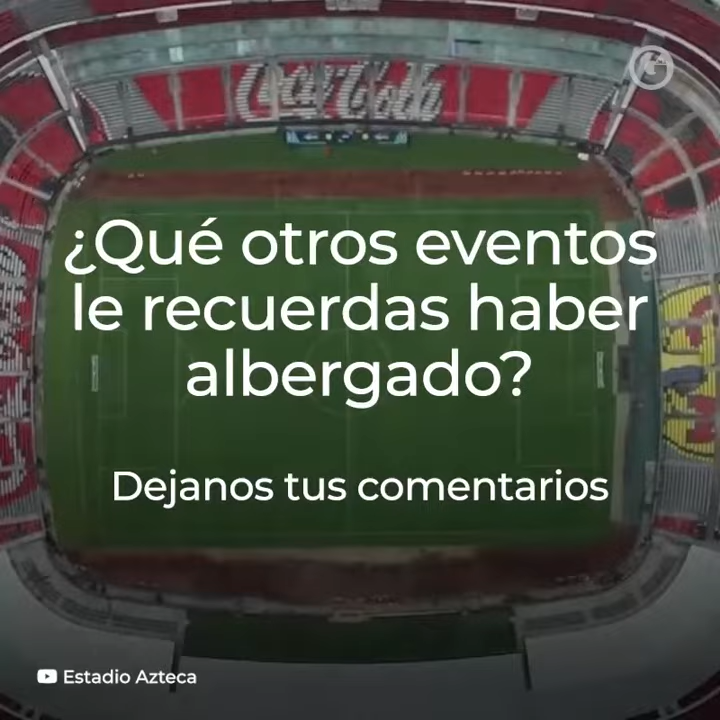 Coca-Cola
¿Qué otros eventos
le recuerdas haber
albergado?
Dejanos tus comentarios
Estadio Azteca